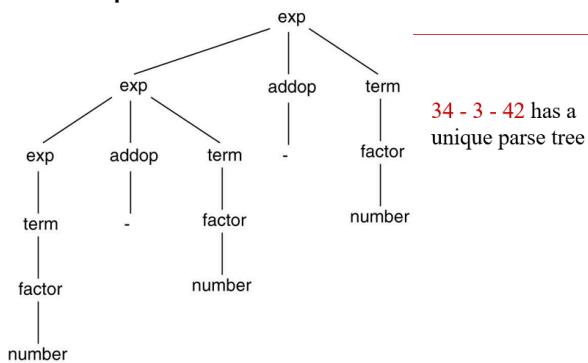 exp
exp addop term
34 - 3 - 42 has a
unique parse tree
exp addop term - factor
term - factor number
factor number
number